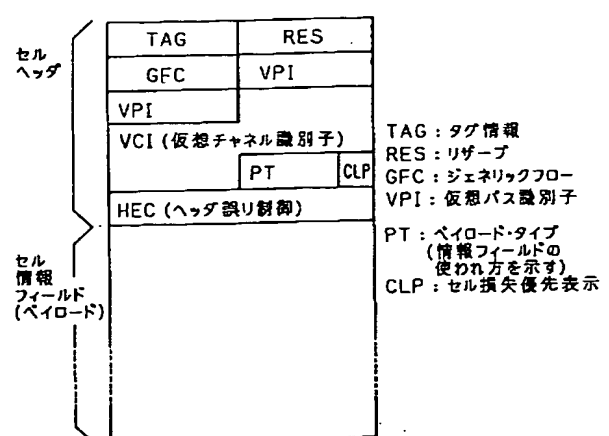 セル
ヘッダ
TAG RES
GFC VPI
VPI
VCI (仮想チャネル識別子)
PT CLP
HEC (ヘッダ誤り制御)
セル
情報
フィールド
(ペイロード)
TAG : タグ情報
RES : リザーブ
GFC : ジェネリックフロー
VPI : 仮想パス識別子
PT : ペイロード・タイプ
(情報フィールドの
使われ方を示す)
CLP : セル損失優先表示